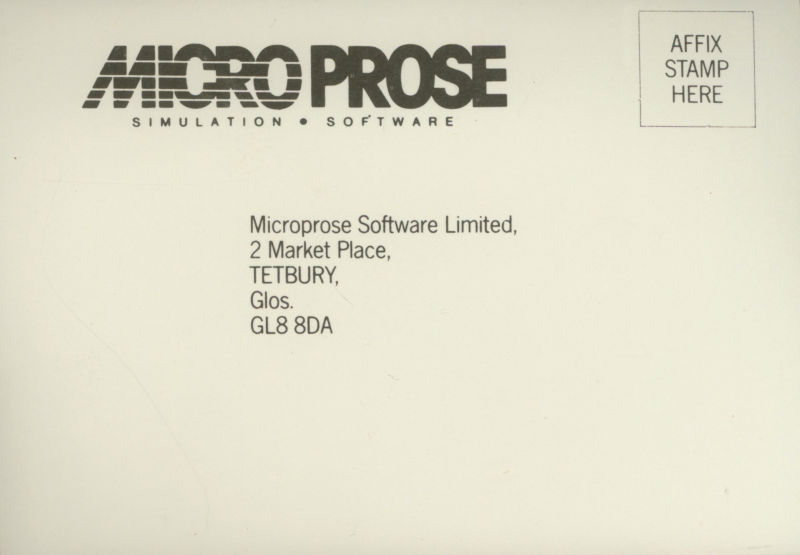 MICRO PROSE
SIMULATION • SOFTWARE
AFFIX
STAMP
HERE
Microprose Software Limited,
2 Market Place,
TETBURY,
Glos.
GL8 8DA